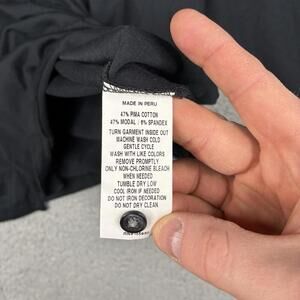 MADE IN PERU
47% PIMA COTTON
47% MODAL : 6% SPANDEX
TURN GARMENT INSIDE OUT
MACHINE WASH COLD
GENTLE CYCLE
WASH WITH LIKE COLORS
REMOVE PROMPTLY
ONLY NON-CHLORINE BLEACH
WHEN NEEDED
TUMBLE DRY LOW
COOL IRON IF NEEDED
DO NOT IRON DECORATION
DO NOT DRY CLEAN